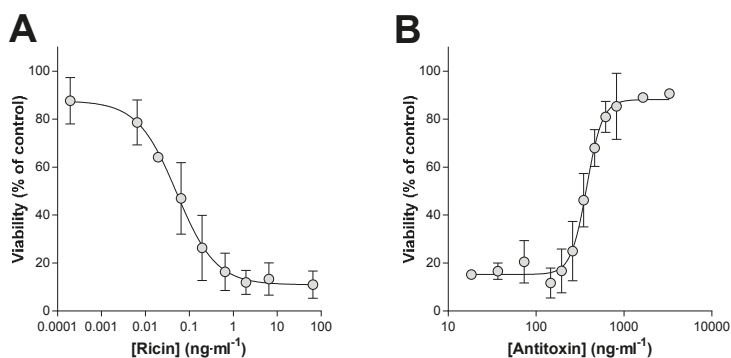 A
Viability (% of control)
100
80
60
40
20
0
0.0001 0.001 0.01 0.1 1 10 100
[Ricin] (ng·ml⁻¹)
B
Viability (% of control)
100
80
60
40
20
0
10 100 1000 10000
[Antitoxin] (ng·ml⁻¹)